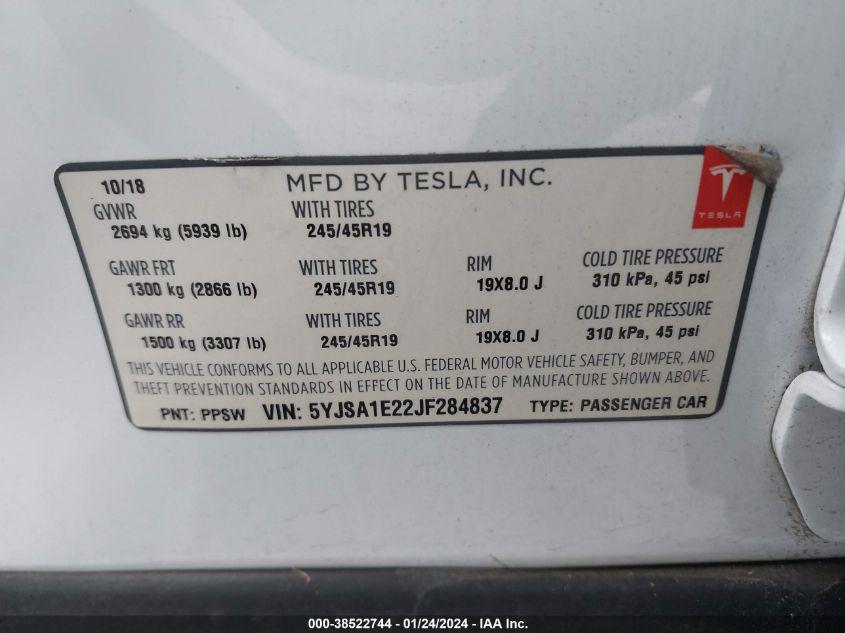 10/18 MFD BY TESLA, INC.
TESLA
GVWR WITH TIRES
2694 kg (5939 lb) 245/45R19
GAWR FRT WITH TIRES RIM COLD TIRE PRESSURE
1300 kg (2866 lb) 245/45R19 19X8.0 J 310 kPa, 45 psi
GAWR RR WITH TIRES RIM COLD TIRE PRESSURE
1500 kg (3307 lb) 245/45R19 19X8.0 J 310 kPa, 45 psi
THIS VEHICLE CONFORMS TO ALL APPLICABLE U.S. FEDERAL MOTOR VEHICLE SAFETY, BUMPER, AND
THEFT PREVENTION STANDARDS IN EFFECT ON THE DATE OF MANUFACTURE SHOWN ABOVE.
PNT: PPSW VIN: 5YJSA1E22JF284837 TYPE: PASSENGER CAR
000-38522744 - 01/24/2024 - IAA Inc.